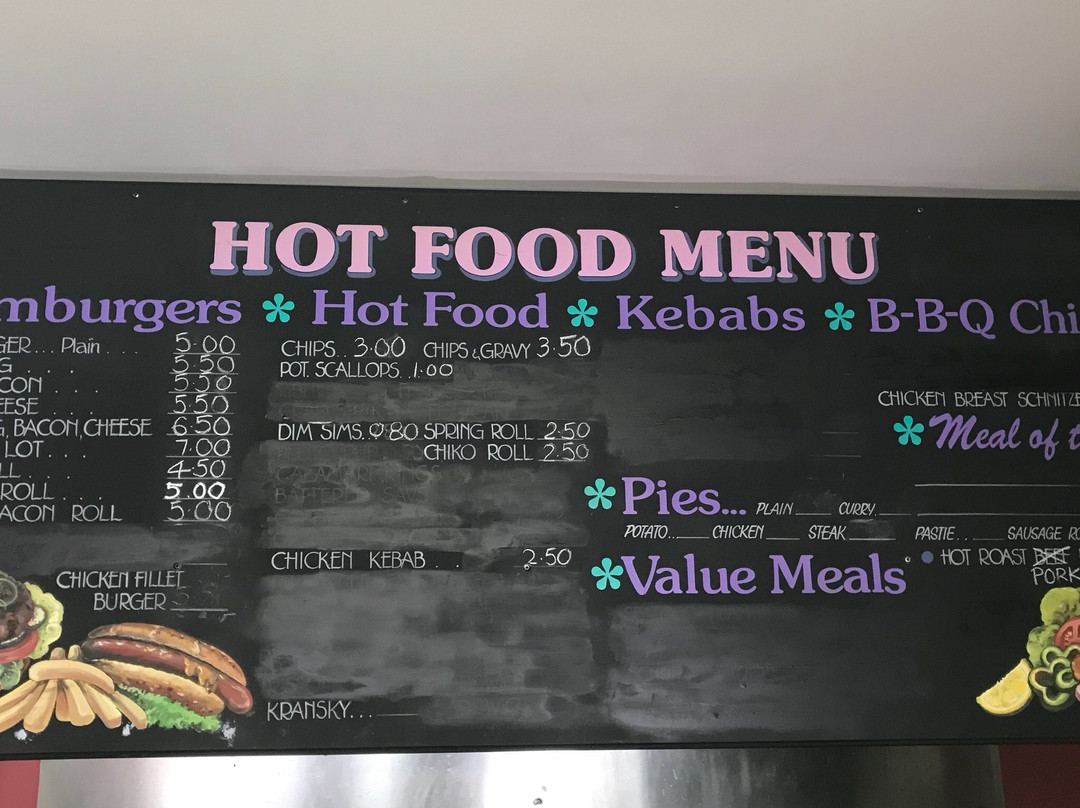 HOT FOOD MENU
mburgers * Hot Food * Kebabs * B-B-Q Chi
GER... Plain . . . 5.00
G . . . . 5.50
CON . . . 5.50
EESE . . . 5.50
G, BACON, CHEESE 6.50
LOT. . . 7.00
LL. . . 4.50
ROLL . . . 5.00
ACON ROLL 5.00
CHICKEN FILLET
BURGER
CHIPS. . 3.00 CHIPS & GRAVY 3.50
POT. SCALLOPS. .1.00
DIM SIMS. 0.80 SPRING ROLL 2.50
CHIKO ROLL 2.50
CHICKEN KEBAB . . 2.50
KRANSKY...
* Pies... PLAIN CURRY.
POTATO... CHICKEN STEAK
* Value Meals
CHICKEN BREAST SCHNITZE
* Meal of t
PASTIE. . SAUSAGE RO
• HOT ROAST BEEF
PORK